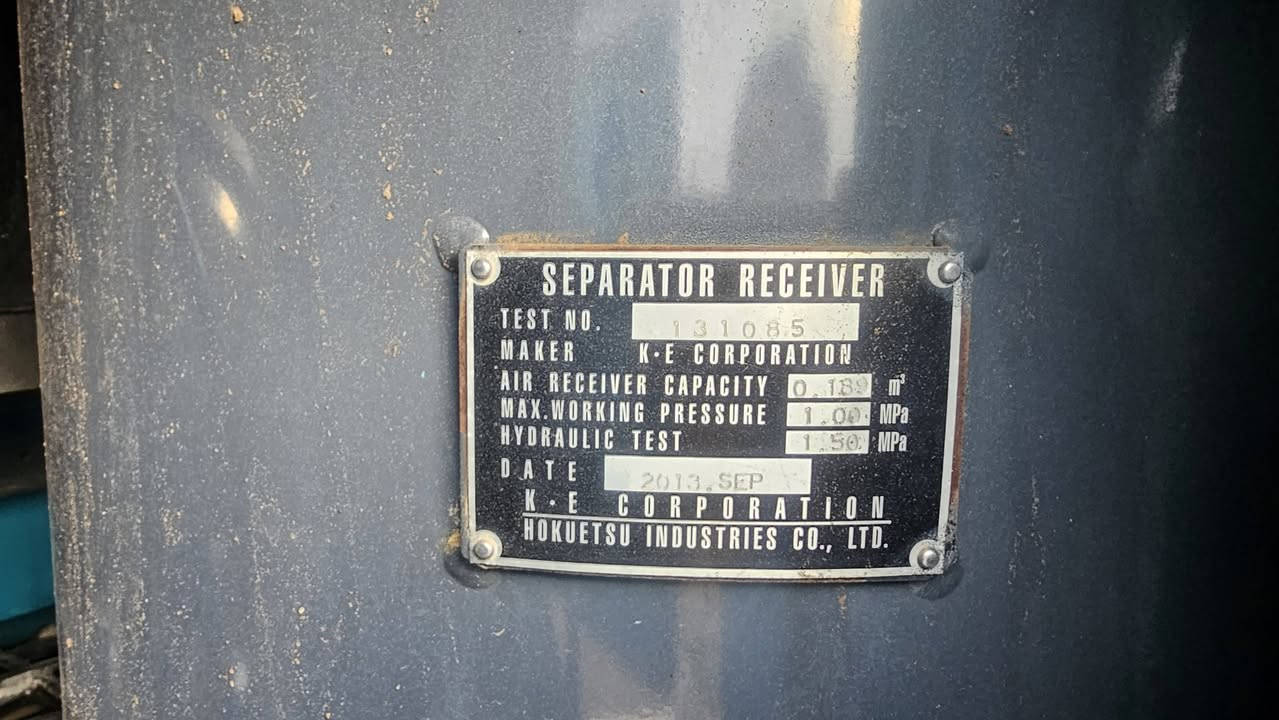 SEPARATOR RECEIVER
TEST NO. 131085
MAKER K·E CORPORATION
AIR RECEIVER CAPACITY 0.189 m³
MAX.WORKING PRESSURE 1.00 MPa
HYDRAULIC TEST 1.50 MPa
DATE 2013.SEP
K·E CORPORATION
HOKUETSU INDUSTRIES CO., LTD.